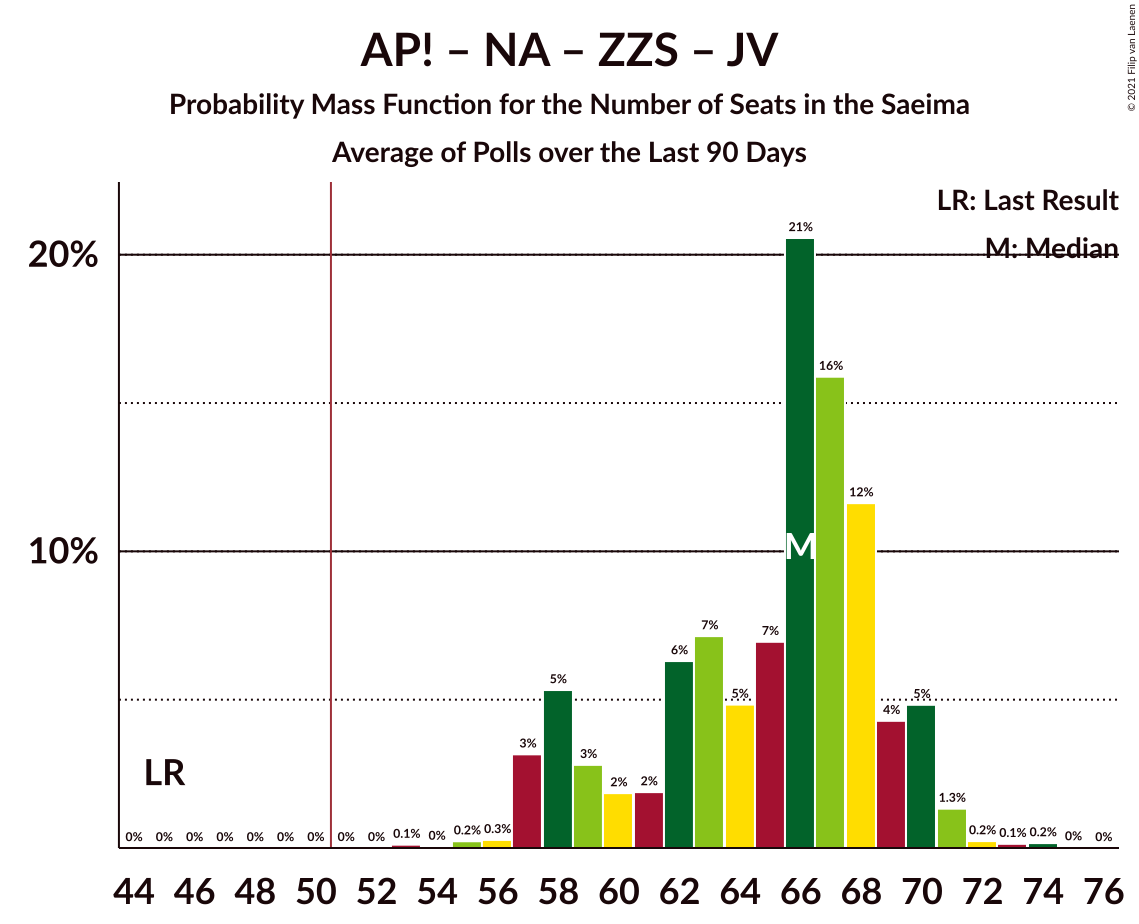 AP! – NA – ZZS – JV
Probability Mass Function for the Number of Seats in the Saeima
Average of Polls over the Last 90 Days
© 2021 Filip van Laenen
LR: Last Result
M: Median
20%
10%
21%
16%
12%
M
7%
7%
6%
5%
5%
5%
4%
3%
3%
2%
2%
LR
0% 0% 0% 0% 0% 0% 0% 0% 0% 0.1% 0% 0.2% 0.3% 1.3% 0.2% 0.1% 0.2% 0% 0%
44 46 48 50 52 54 56 58 60 62 64 66 68 70 72 74 76